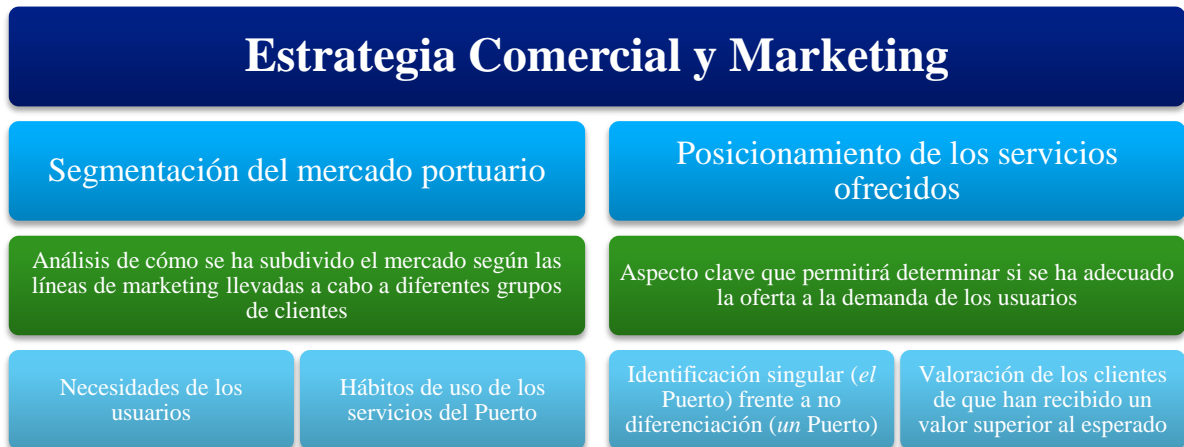 Estrategia Comercial y Marketing
Segmentación del mercado portuario
Posicionamiento de los servicios
ofrecidos
Análisis de cómo se ha subdivido el mercado según las
líneas de marketing llevadas a cabo a diferentes grupos
de clientes
Aspecto clave que permitirá determinar si se ha adecuado
la oferta a la demanda de los usuarios
Necesidades de los
usuarios
Hábitos de uso de los
servicios del Puerto
Identificación singular (el
Puerto) frente a no
diferenciación (un Puerto)
Valoración de los clientes
de que han recibido un
valor superior al esperado